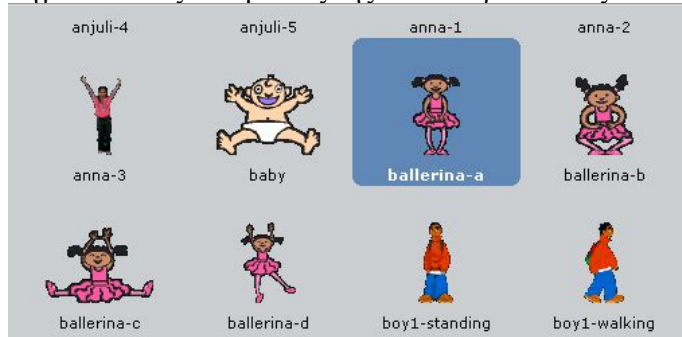 anjuli-4 anjuli-5 anna-1 anna-2
anna-3 baby ballerina-a ballerina-b
ballerina-c ballerina-d boy1-standing boy1-walking